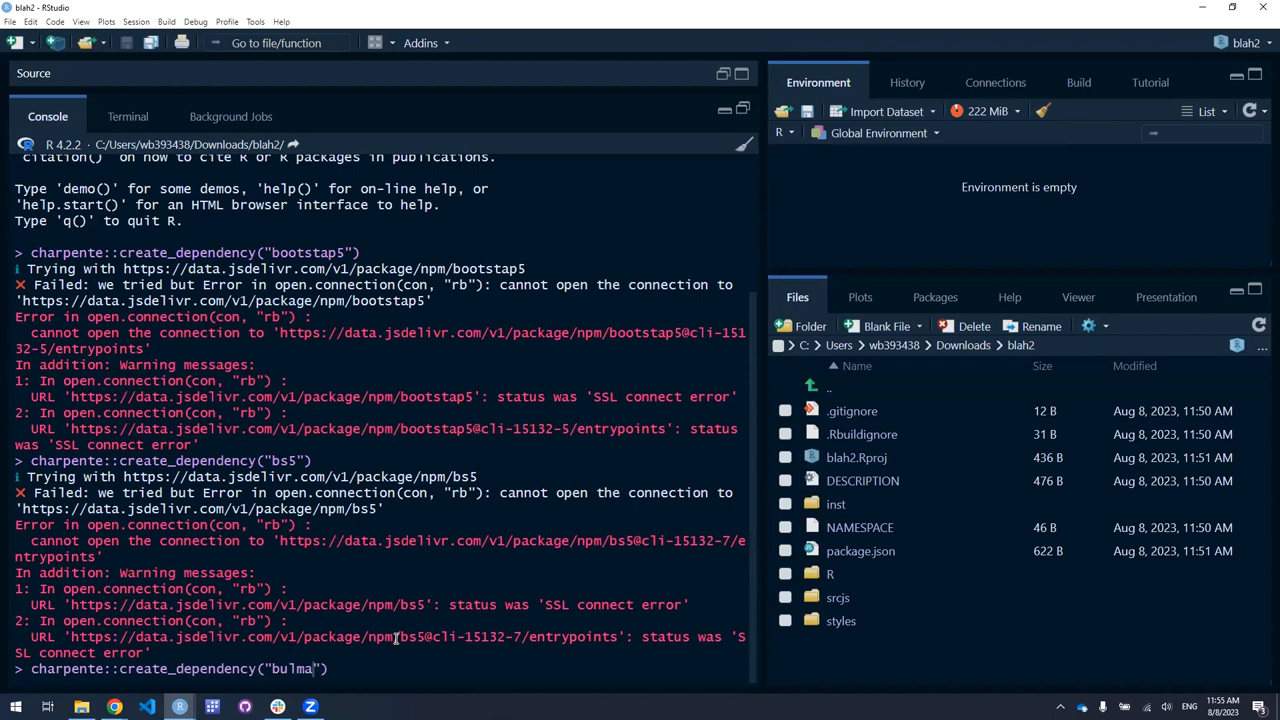 blah2 - RStudio
File Edit Code View Plots Session Build Debug Profile Tools Help
Go to file/function Addins blah2
Source
Console Terminal Background Jobs
R 4.2.2 · C:/Users/wb393438/Downloads/blah2/
'citation()' on how to cite R or R packages in publications.
Type 'demo()' for some demos, 'help()' for on-line help, or
'help.start()' for an HTML browser interface to help.
Type 'q()' to quit R.
> charpente::create_dependency("bootstap5")
ℹ Trying with https://data.jsdelivr.com/v1/package/npm/bootstap5
✖ Failed: we tried but Error in open.connection(con, "rb"): cannot open the connection to
'https://data.jsdelivr.com/v1/package/npm/bootstap5'
Error in open.connection(con, "rb") :
cannot open the connection to 'https://data.jsdelivr.com/v1/package/npm/bootstap5@cli-151
32-5/entrypoints'
In addition: Warning messages:
1: In open.connection(con, "rb") :
URL 'https://data.jsdelivr.com/v1/package/npm/bootstap5': status was 'SSL connect error'
2: In open.connection(con, "rb") :
URL 'https://data.jsdelivr.com/v1/package/npm/bootstap5@cli-15132-5/entrypoints': status
was 'SSL connect error'
> charpente::create_dependency("bs5")
ℹ Trying with https://data.jsdelivr.com/v1/package/npm/bs5
✖ Failed: we tried but Error in open.connection(con, "rb"): cannot open the connection to
'https://data.jsdelivr.com/v1/package/npm/bs5'
Error in open.connection(con, "rb") :
cannot open the connection to 'https://data.jsdelivr.com/v1/package/npm/bs5@cli-15132-7/e
ntrypoints'
In addition: Warning messages:
1: In open.connection(con, "rb") :
URL 'https://data.jsdelivr.com/v1/package/npm/bs5': status was 'SSL connect error'
2: In open.connection(con, "rb") :
URL 'https://data.jsdelivr.com/v1/package/npm/bs5@cli-15132-7/entrypoints': status was 'S
SL connect error'
> charpente::create_dependency("bulma")
Environment History Connections Build Tutorial
Import Dataset 222 MiB List
R Global Environment
Environment is empty
Files Plots Packages Help Viewer Presentation
Folder Blank File Delete Rename
C: Users wb393438 Downloads blah2 ...
Name Size Modified
..
.gitignore 12 B Aug 8, 2023, 11:50 AM
.Rbuildignore 31 B Aug 8, 2023, 11:50 AM
blah2.Rproj 436 B Aug 8, 2023, 11:51 AM
DESCRIPTION 476 B Aug 8, 2023, 11:50 AM
inst
NAMESPACE 46 B Aug 8, 2023, 11:50 AM
package.json 622 B Aug 8, 2023, 11:51 AM
R
srcjs
styles
ENG
11:55 AM
8/8/2023
3